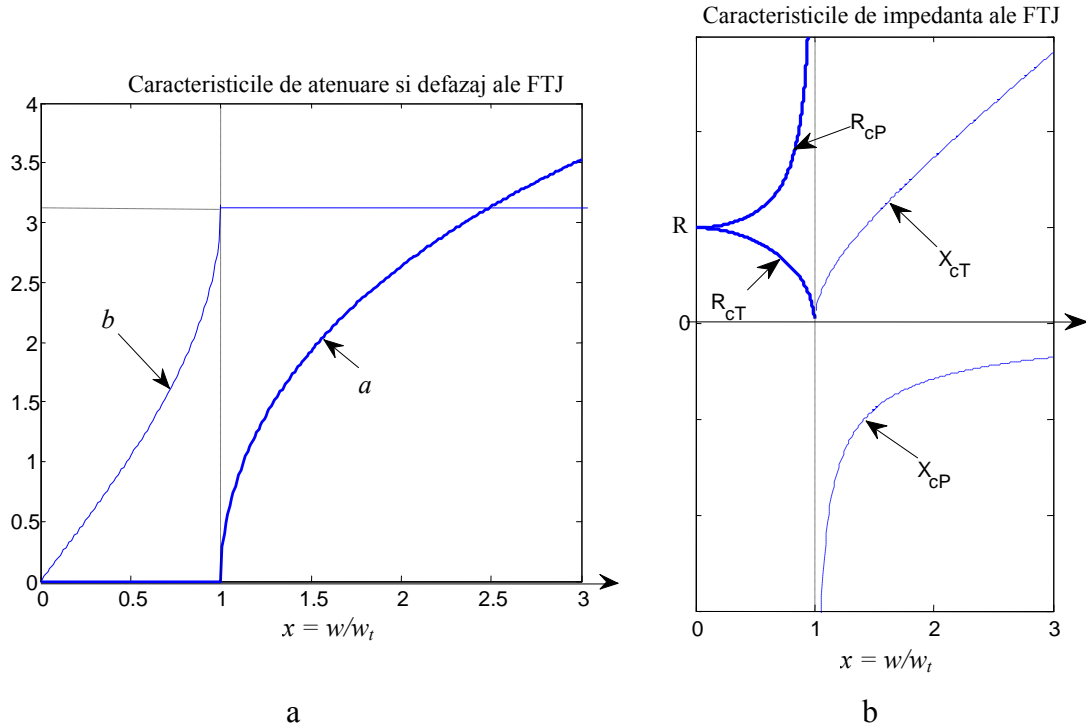 Caracteristicile de atenuare si defazaj ale FTJ
4
3.5
3
2.5
2
1.5
1
0.5
0
b
a
0 0.5 1 1.5 2 2.5 3
x = w/wt
a
Caracteristicile de impedanta ale FTJ
RcP
R
XcT
RcT
0
XcP
0 1 2 3
x = w/wt
b